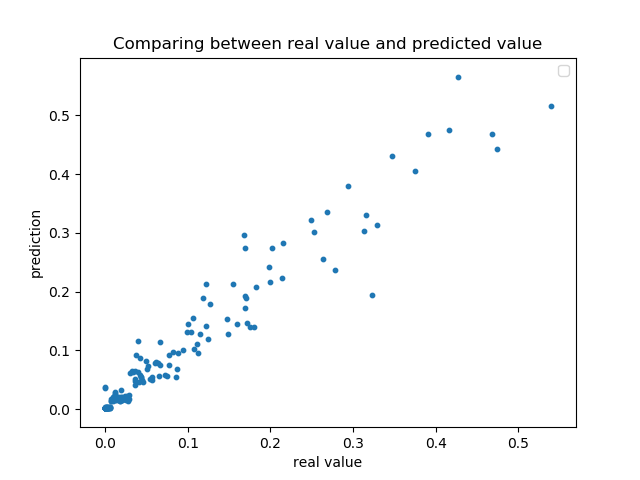 Comparing between real value and predicted value
prediction
0.5
0.4
0.3
0.2
0.1
0.0
0.0 0.1 0.2 0.3 0.4 0.5
real value